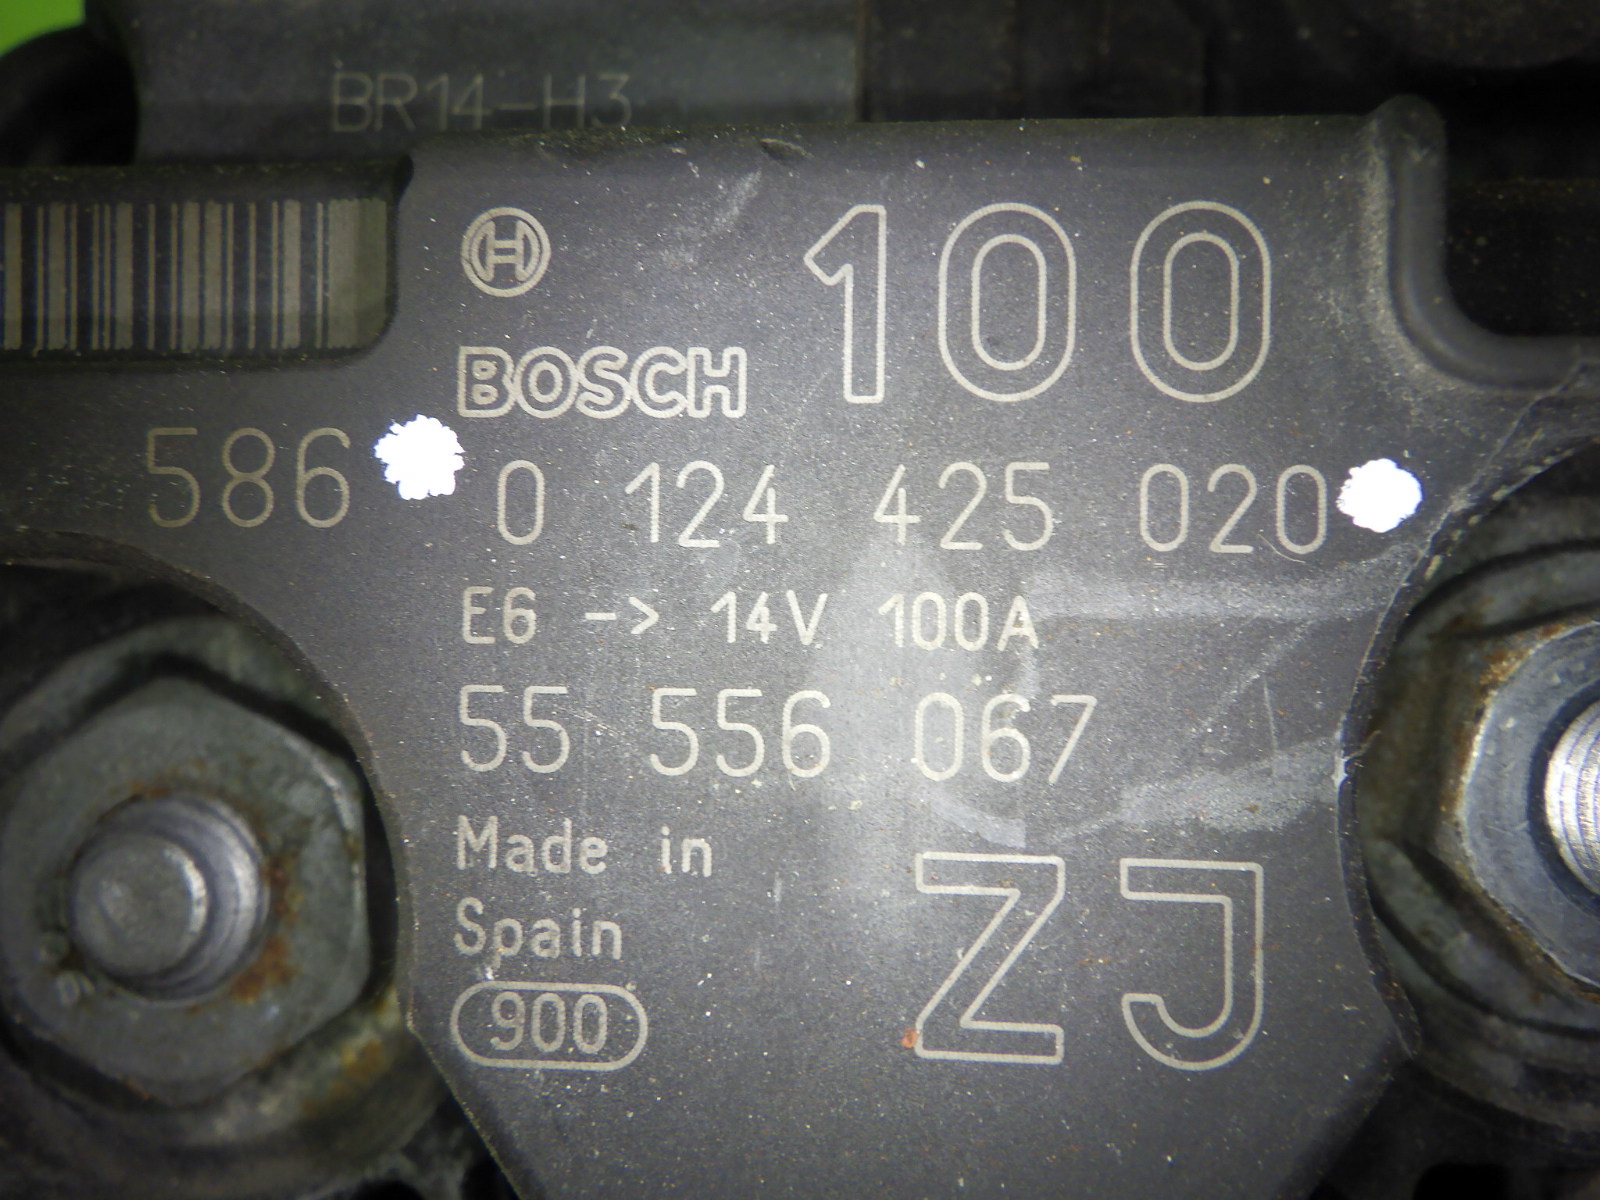 BR14-H3
100
BOSCH
586
0 124 425 020
E6 -> 14V 100A
55 556 067
Made in
Spain
ZJ
900